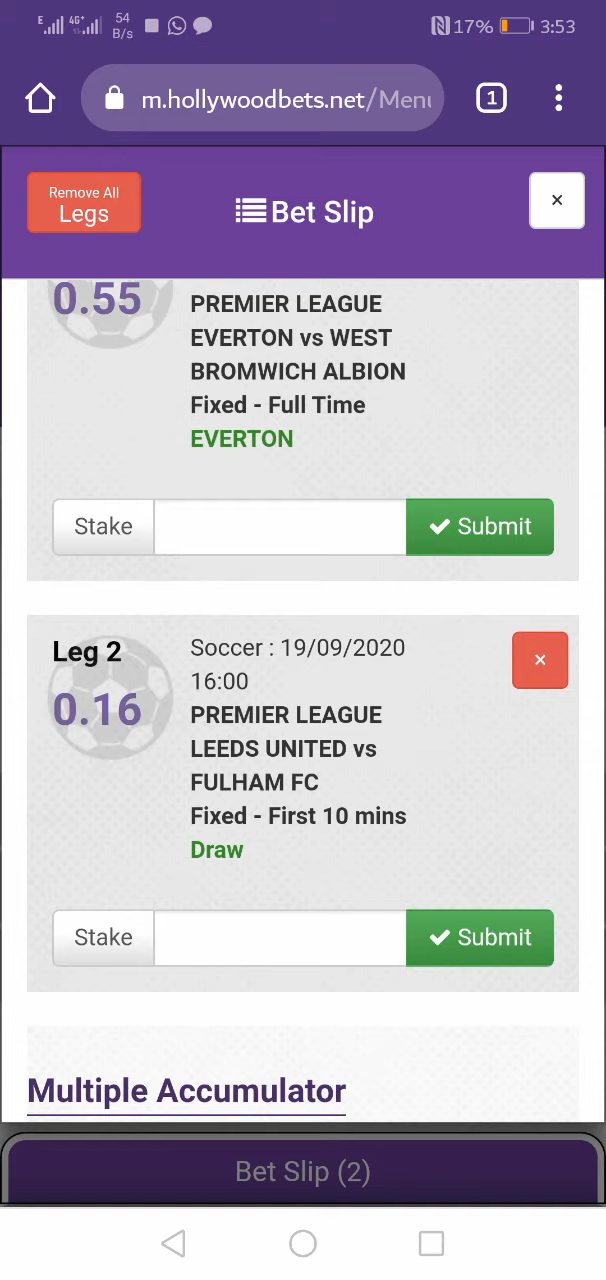 E 4G+ 54 B/s 17% 3:53
m.hollywoodbets.net/Menu 1
Remove All
Legs
Bet Slip
×
0.55
PREMIER LEAGUE
EVERTON vs WEST
BROMWICH ALBION
Fixed - Full Time
EVERTON
Stake Submit
Leg 2
0.16
Soccer : 19/09/2020
16:00
PREMIER LEAGUE
LEEDS UNITED vs
FULHAM FC
Fixed - First 10 mins
Draw
×
Stake Submit
Multiple Accumulator
Bet Slip (2)